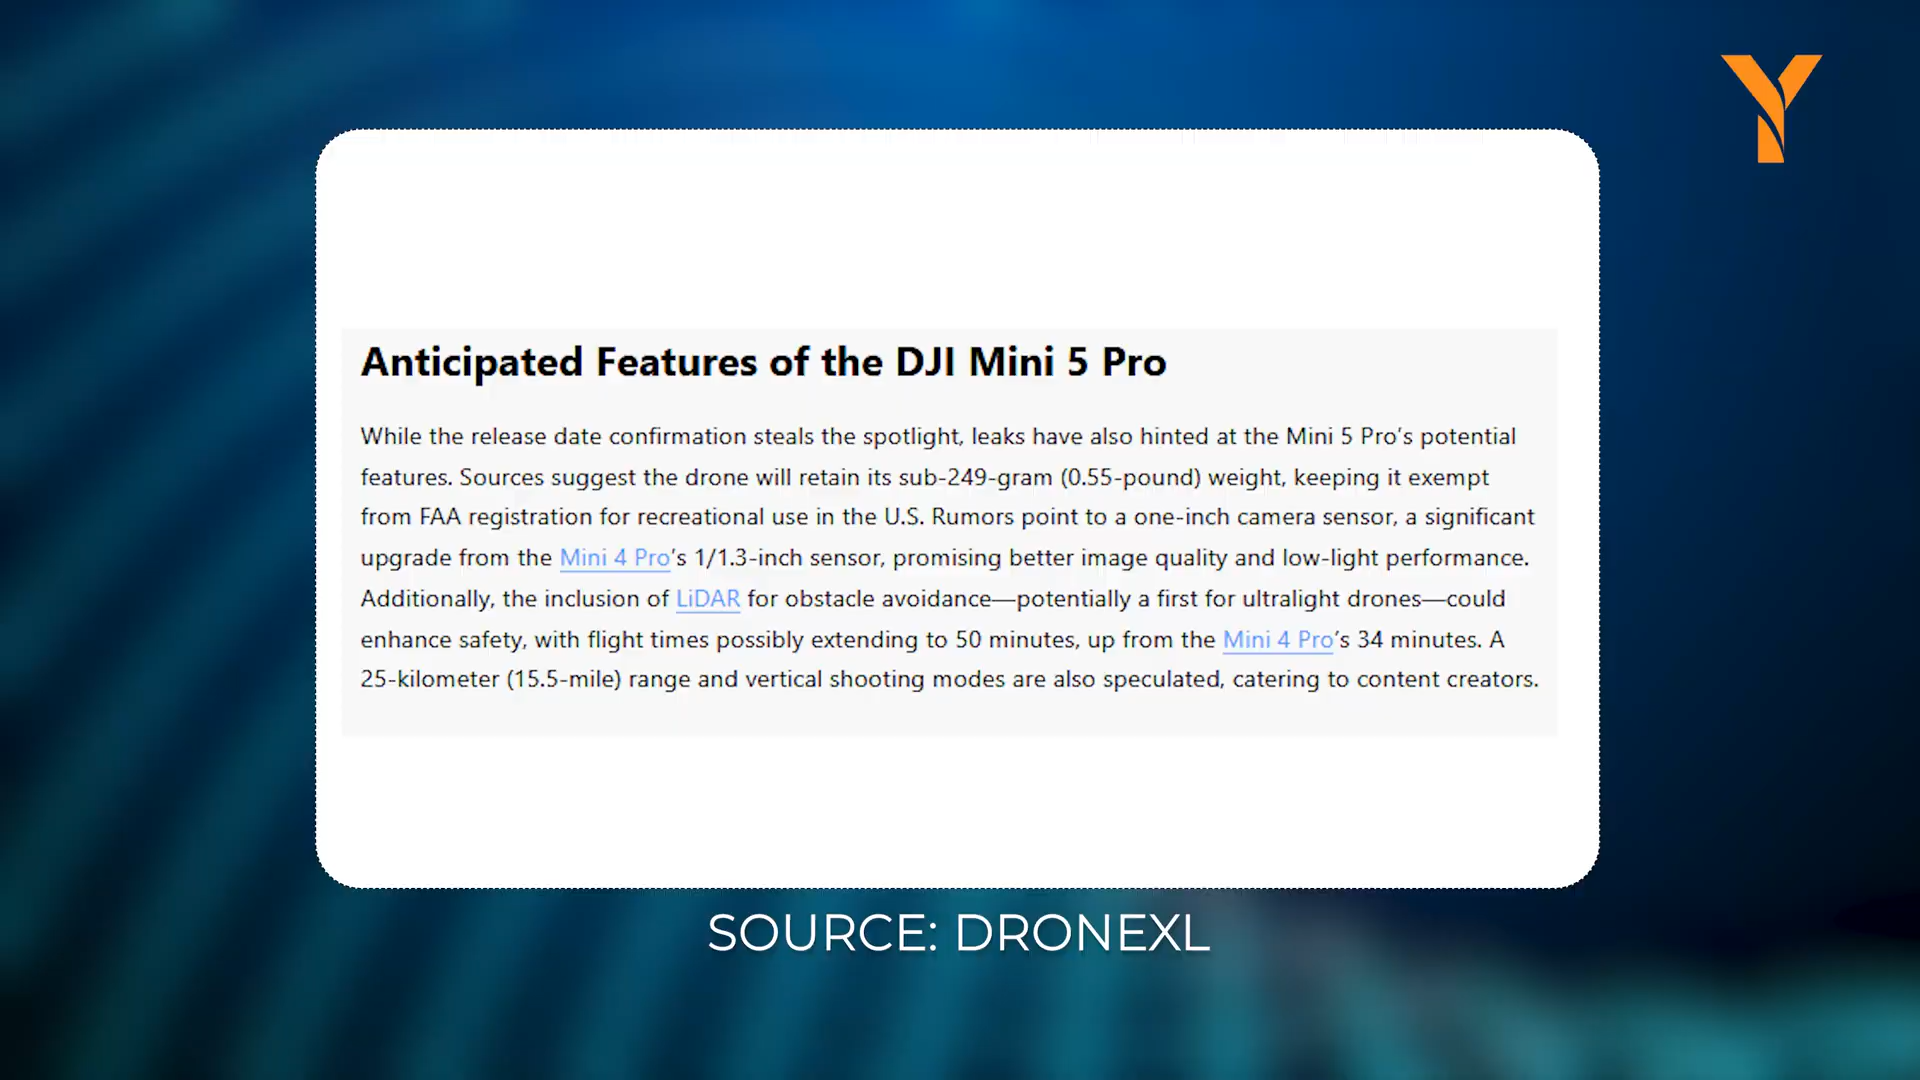 Anticipated Features of the DJI Mini 5 Pro
While the release date confirmation steals the spotlight, leaks have also hinted at the Mini 5 Pro's potential
features. Sources suggest the drone will retain its sub-249-gram (0.55-pound) weight, keeping it exempt
from FAA registration for recreational use in the U.S. Rumors point to a one-inch camera sensor, a significant
upgrade from the Mini 4 Pro's 1/1.3-inch sensor, promising better image quality and low-light performance.
Additionally, the inclusion of LiDAR for obstacle avoidance—potentially a first for ultralight drones—could
enhance safety, with flight times possibly extending to 50 minutes, up from the Mini 4 Pro's 34 minutes. A
25-kilometer (15.5-mile) range and vertical shooting modes are also speculated, catering to content creators.
SOURCE: DRONEXL